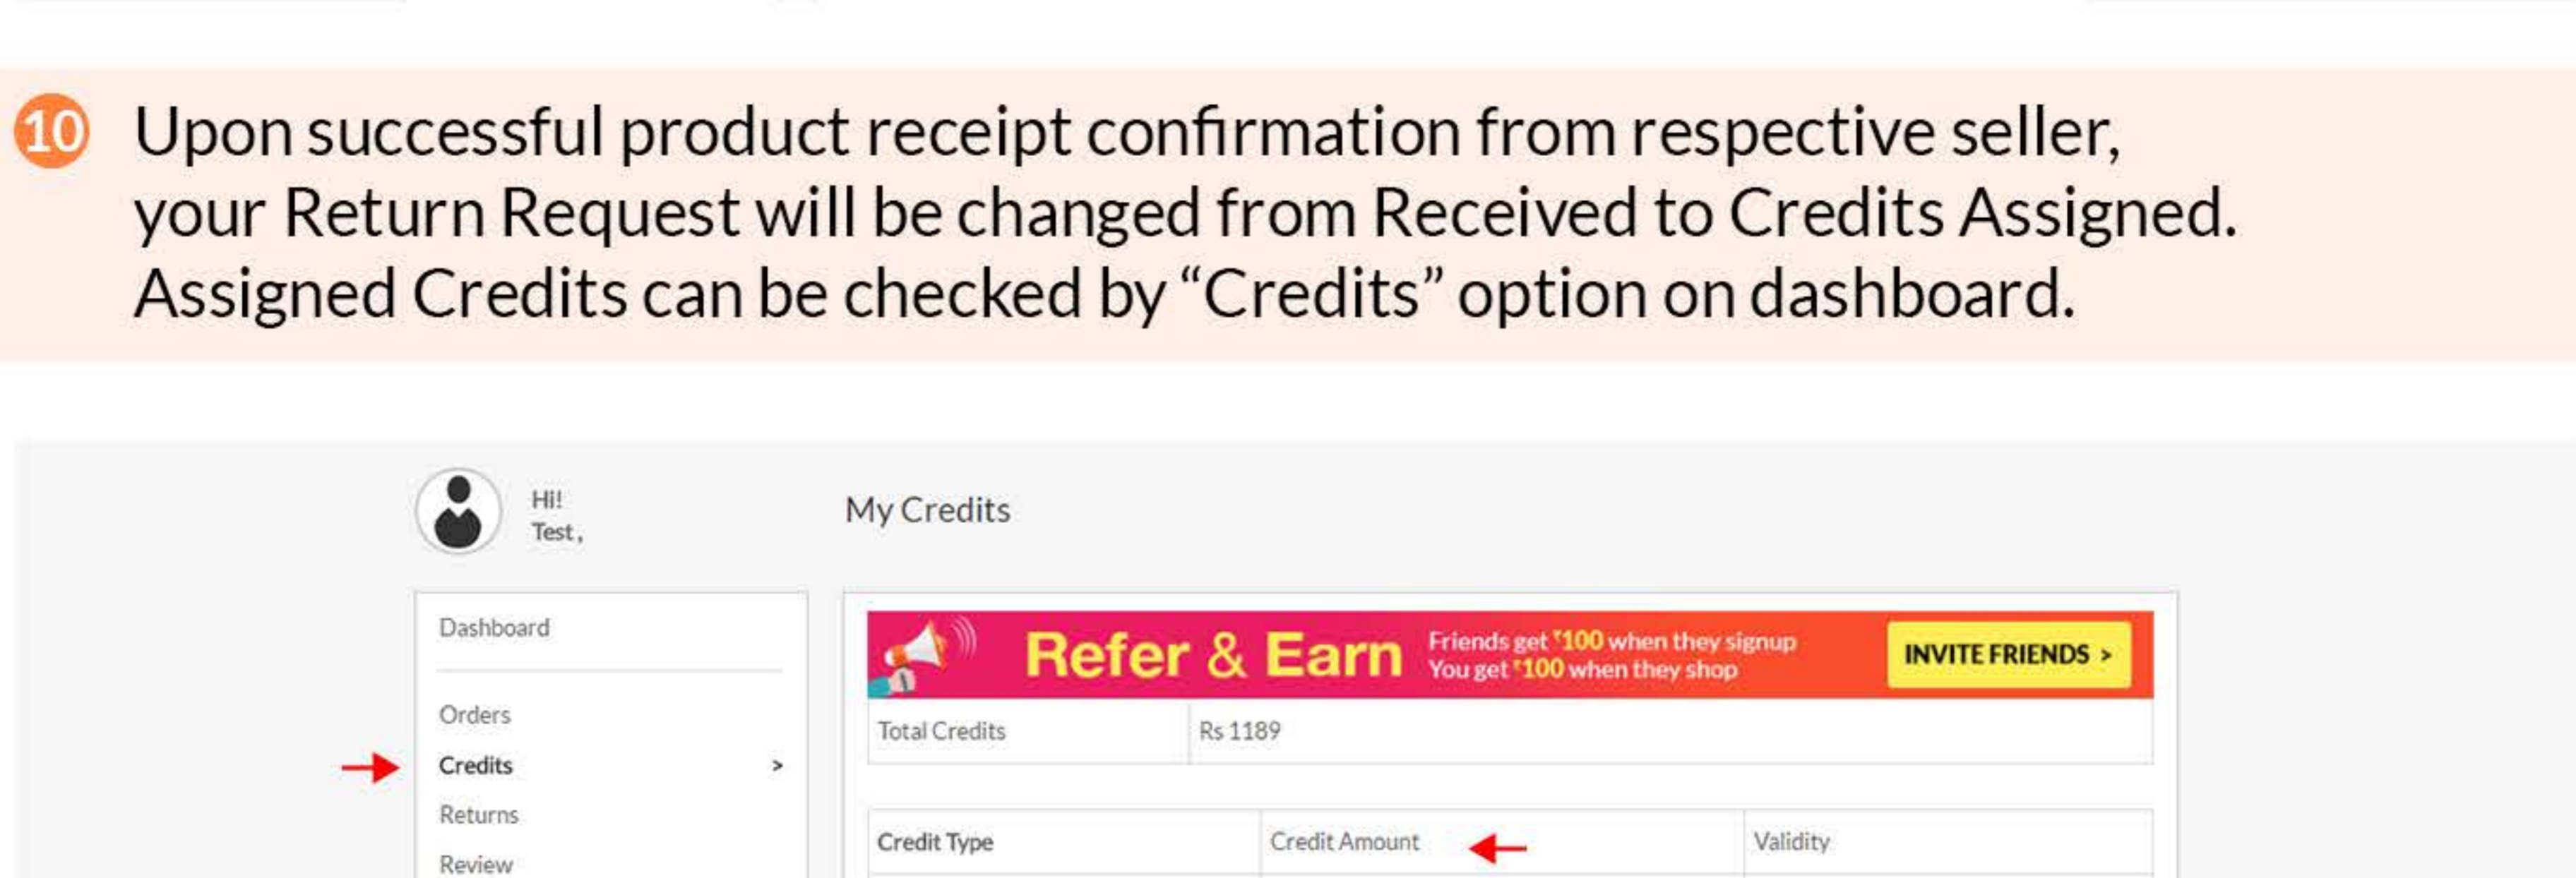 10 Upon successful product receipt confirmation from respective seller,
your Return Request will be changed from Received to Credits Assigned.
Assigned Credits can be checked by “Credits” option on dashboard.
Hi!
Test ,
My Credits
Dashboard
Orders
Credits >
Returns
Review
Refer & Earn
Friends get ₹100 when they signup
You get ₹100 when they shop
INVITE FRIENDS >
Total Credits Rs 1189
Credit Type Credit Amount Validity